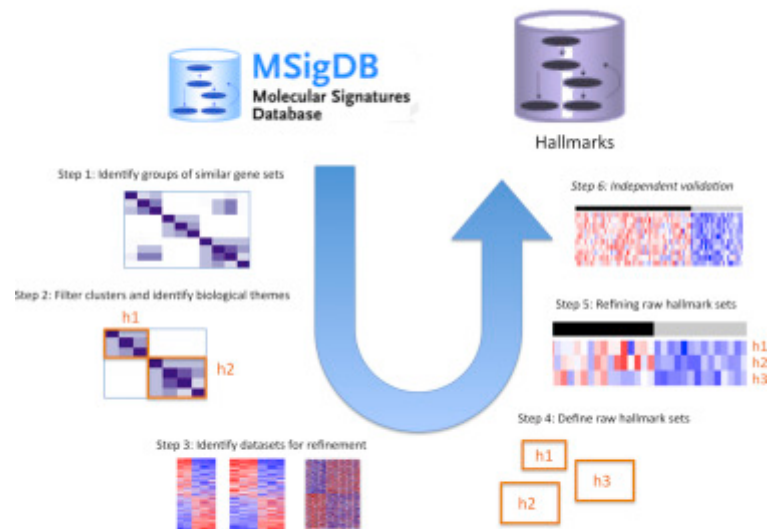 MSigDB
Molecular Signatures
Database
Hallmarks
Step 1: Identify groups of similar gene sets
Step 2: Filter clusters and identify biological themes
h1
h2
Step 3: Identify datasets for refinement
Step 4: Define raw hallmark sets
h1
h2
h3
Step 5: Refining raw hallmark sets
h1
h2
h3
Step 6: Independent validation